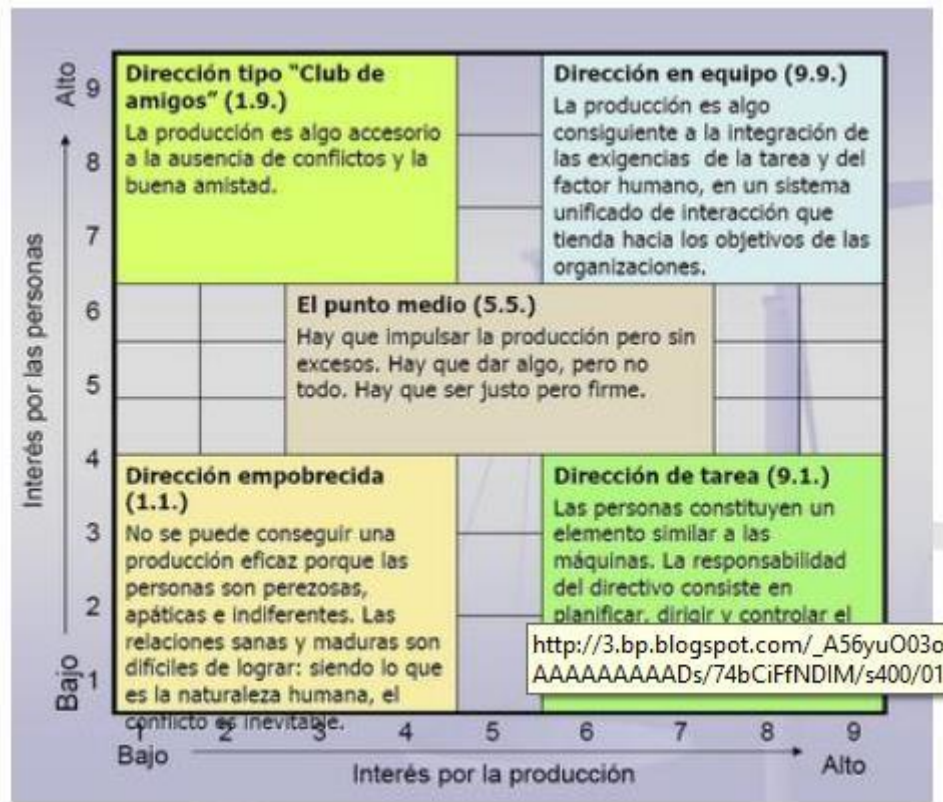 Alto
Interés por las personas
Bajo
9
8
7
6
5
4
3
2
1
Dirección tipo "Club de
amigos" (1.9.)
La producción es algo accesorio
a la ausencia de conflictos y la
buena amistad.
Dirección en equipo (9.9.)
La producción es algo
consiguiente a la integración de
las exigencias de la tarea y del
factor humano, en un sistema
unificado de interacción que
tienda hacia los objetivos de las
organizaciones.
El punto medio (5.5.)
Hay que impulsar la producción pero sin
excesos. Hay que dar algo, pero no
todo. Hay que ser justo pero firme.
Dirección empobrecida
(1.1.)
No se puede conseguir una
producción eficaz porque las
personas son perezosas,
apáticas e indiferentes. Las
relaciones sanas y maduras son
difíciles de lograr: siendo lo que
es la naturaleza humana, el
conflicto es inevitable.
Dirección de tarea (9.1.)
Las personas constituyen un
elemento similar a las
máquinas. La responsabilidad
del directivo consiste en
planificar, dirigir y controlar el
http://3.bp.blogspot.com/_A56yuO03o
AAAAAAAAADs/74bCiFfNDIM/s400/01
1 2 3 4 5 6 7 8 9
Bajo
Interés por la producción
Alto